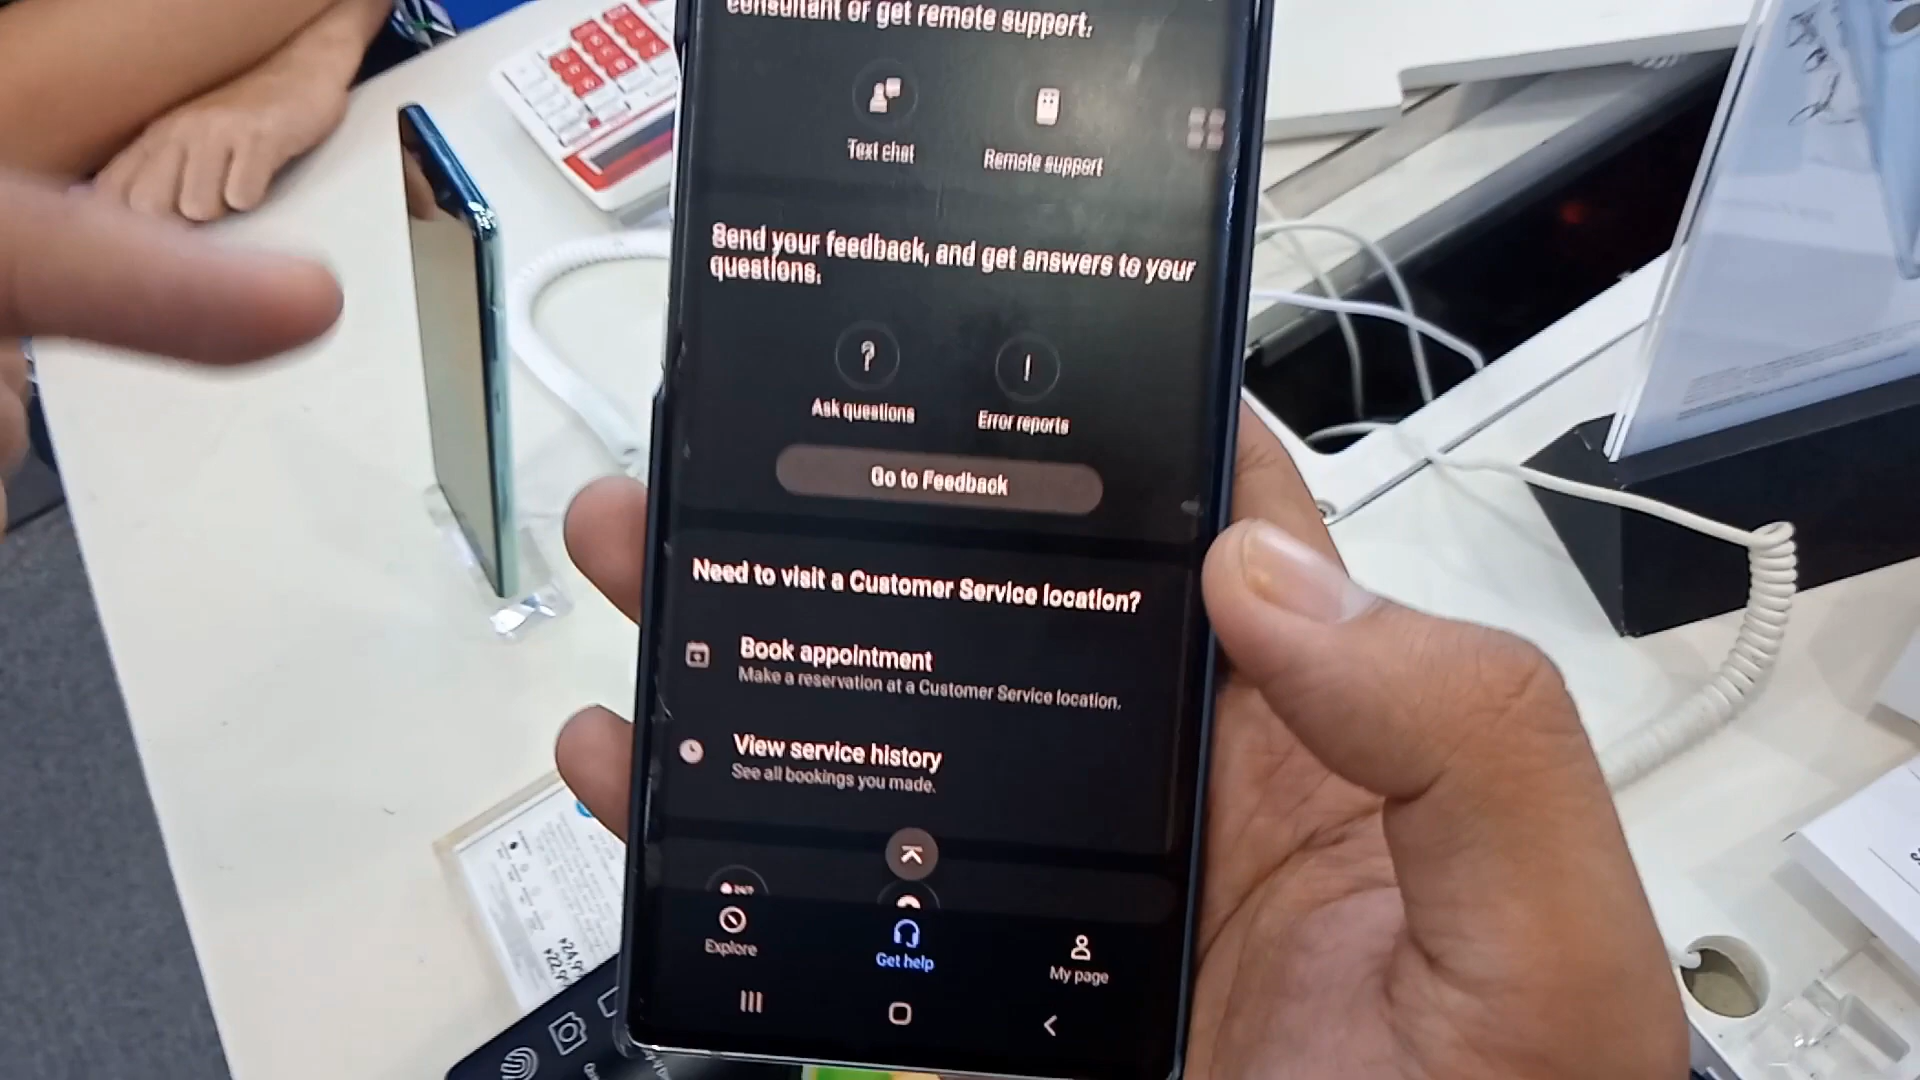 consultant or get remote support.
Text chat
Remote support
Send your feedback, and get answers to your
questions.
Ask questions
Error reports
Go to Feedback
Need to visit a Customer Service location?
Book appointment
Make a reservation at a Customer Service location.
View service history
See all bookings you made.
24/7
Explore
Get help
My page